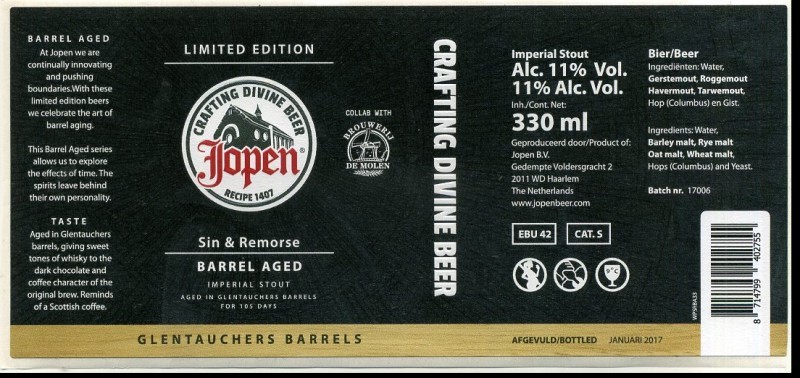 BARREL AGED
At Jopen we are
continually innovating
and pushing
boundaries.With these
limited edition beers
we celebrate the art of
barrel aging.
This Barrel Aged series
allows us to explore
the effects of time. The
spirits leave behind
their own personality.
TASTE
Aged in Glentauchers
barrels, giving sweet
tones of whisky to the
dark chocolate and
coffee character of the
original brew. Reminds
of a Scottish coffee.
LIMITED EDITION
CRAFTING DIVINE BEER
Jopen®
RECIPE 1407
Sin & Remorse
BARREL AGED
IMPERIAL STOUT
AGED IN GLENTAUCHERS BARRELS
FOR 105 DAYS
GLENTAUCHERS BARRELS
COLLAB WITH
BROUWERIJ
DE MOLEN
CRAFTING DIVINE BEER
Imperial Stout
Alc. 11% Vol.
11% Alc. Vol.
Inh./Cont. Net:
330 ml
Geproduceerd door/Product of:
Jopen B.V.
Gedempte Voldersgracht 2
2011 WD Haarlem
The Netherlands
www.jopenbeer.com
EBU 42
CAT. S
AFGEVULD/BOTTLED JANUARI 2017
Bier/Beer
Ingrediënten: Water,
Gerstemout, Roggemout
Havermout, Tarwemout,
Hop (Columbus) en Gist.
Ingredients: Water,
Barley malt, Rye malt
Oat malt, Wheat malt,
Hops (Columbus) and Yeast.
Batch nr. 17006
WPSRBA33
8 714799 402755